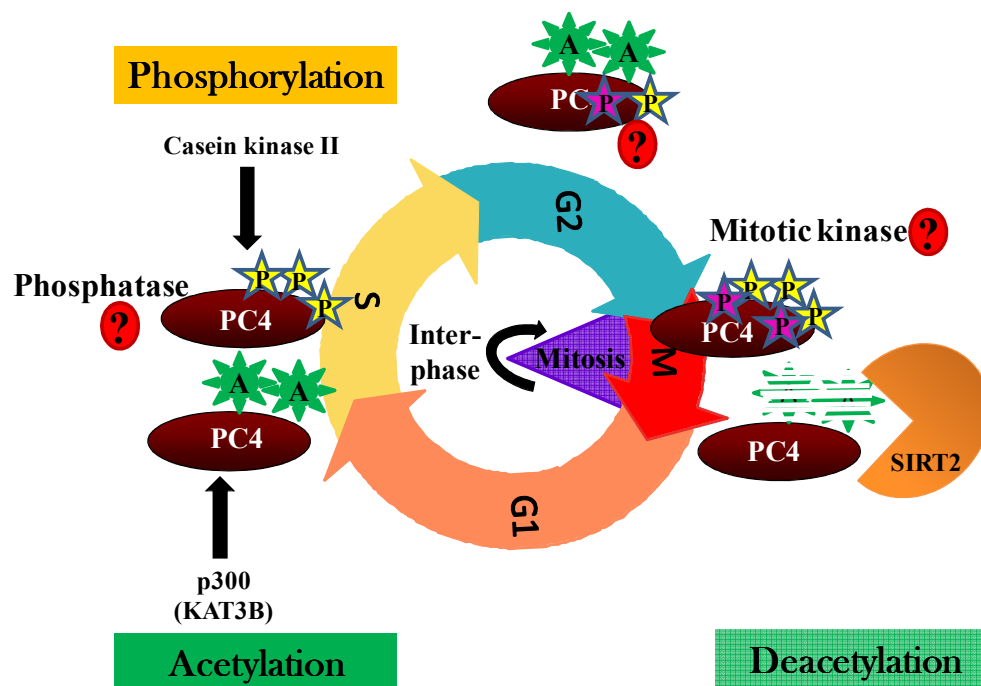 A
A
Phosphorylation
PC
P
P
?
Casein kinase II
G2
Mitotic kinase
?
P
P
P
Phosphatase
?
P
P
P
S
P
P
PC4
PC4
Inter-
phase
Mitosis
M
A
A
PC4
PC4
SIRT2
G1
p300
(KAT3B)
Acetylation
Deacetylation